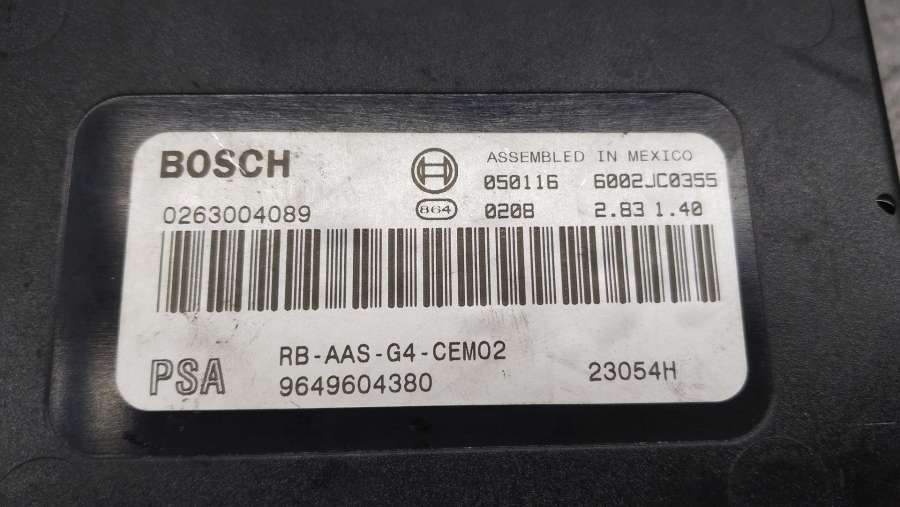 BOSCH
ASSEMBLED IN MEXICO
050116 6002JC0355
0263004089
864
0208 2.83 1.40
RB-AAS-G4-CEM02
PSA
9649604380
23054H